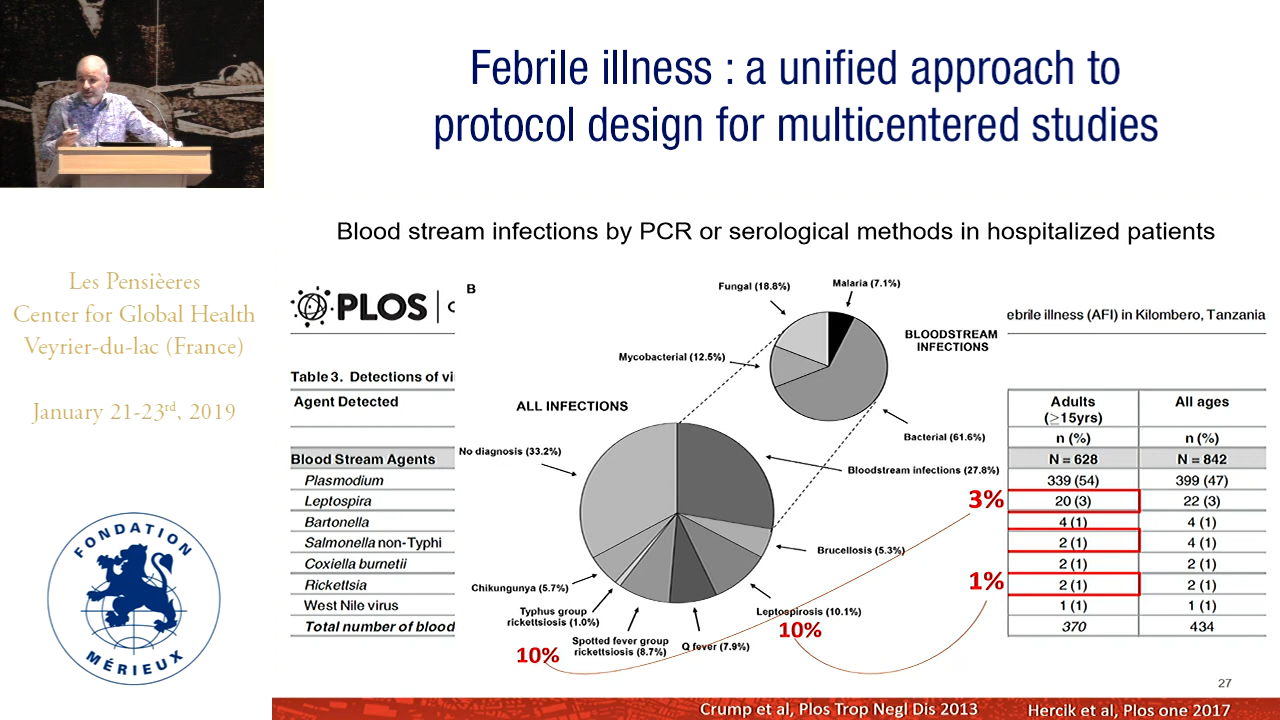 Febrile illness : a unified approach to
protocol design for multicentered studies
Les Pensièeres
Center for Global Health
Veyrier-du-lac (France)
January 21-23rd, 2019
FONDATION
MÉRIEUX
Blood stream infections by PCR or serological methods in hospitalized patients
PLOS
Table 3. Detections of vi
Agent Detected
Blood Stream Agents
Plasmodium
Leptospira
Bartonella
Salmonella non-Typhi
Coxiella burnetii
Rickettsia
West Nile virus
Total number of blood
B
Fungal (18.8%)
Malaria (7.1%)
Mycobacterial (12.5%)
BLOODSTREAM
INFECTIONS
ALL INFECTIONS
Bacterial (61.6%)
No diagnosis (33.2%)
Bloodstream infections (27.8%)
Brucellosis (5.3%)
Chikungunya (5.7%)
Leptospirosis (10.1%)
Typhus group
rickettsiosis (1.0%)
Spotted fever group
rickettsiosis (8.7%)
Q fever (7.9%)
10%
10%
3%
1%
ebrile illness (AFI) in Kilombero, Tanzania
Adults
(≥15yrs)
All ages
n (%) n (%)
N = 628 N = 842
339 (54) 399 (47)
20 (3) 22 (3)
4 (1) 4 (1)
2 (1) 4 (1)
2 (1) 2 (1)
2 (1) 2 (1)
1 (1) 1 (1)
370 434
27
Crump et al, Plos Trop Negl Dis 2013
Hercik et al, Plos one 2017